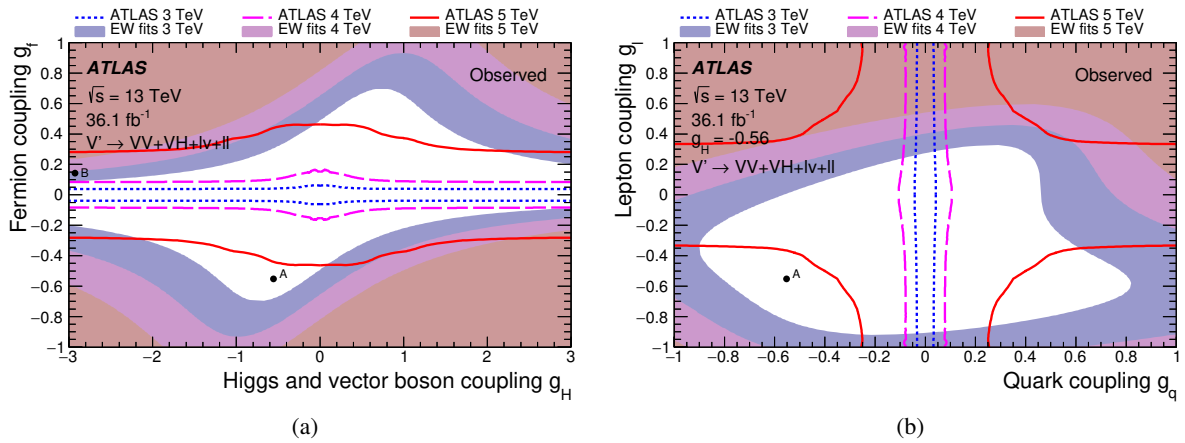 ATLAS 3 TeV ATLAS 4 TeV ATLAS 5 TeV
EW fits 3 TeV EW fits 4 TeV EW fits 5 TeV
Fermion coupling g_f
1
0.8
0.6
0.4
0.2
0
−0.2
−0.4
−0.6
−0.8
−1
ATLAS
Observed
√s = 13 TeV
36.1 fb⁻¹
V' → VV+VH+lν+ll
B
A
−3 −2 −1 0 1 2 3
Higgs and vector boson coupling g_H
(a)
ATLAS 3 TeV ATLAS 4 TeV ATLAS 5 TeV
EW fits 3 TeV EW fits 4 TeV EW fits 5 TeV
Lepton coupling g_l
1
0.8
0.6
0.4
0.2
0
−0.2
−0.4
−0.6
−0.8
−1
ATLAS
Observed
√s = 13 TeV
36.1 fb⁻¹
g_H = -0.56
V' → VV+VH+lν+ll
A
−1 −0.8 −0.6 −0.4 −0.2 0 0.2 0.4 0.6 0.8 1
Quark coupling g_q
(b)